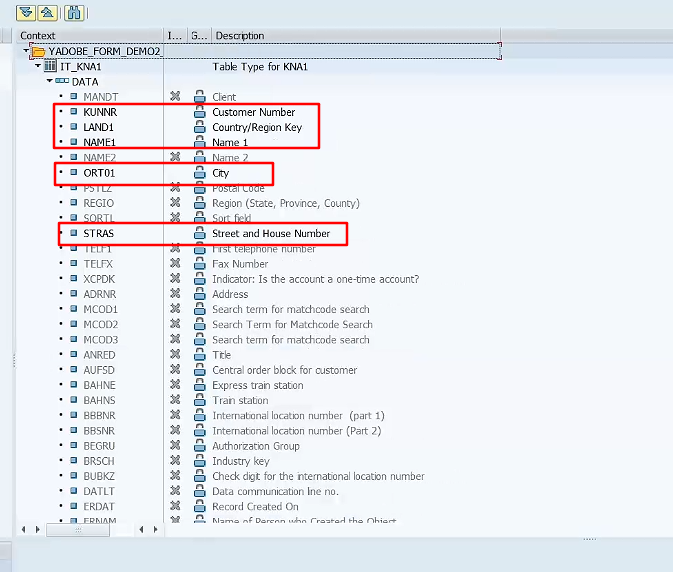 Context I... G... Description
YADOBE_FORM_DEMO2_
IT_KNA1 Table Type for KNA1
DATA
MANDT Client
KUNNR Customer Number
LAND1 Country/Region Key
NAME1 Name 1
NAME2 Name 2
ORT01 City
PSTLZ Postal Code
REGIO Region (State, Province, County)
SORTL Sort field
STRAS Street and House Number
TELF1 First telephone number
TELFX Fax Number
XCPDK Indicator: Is the account a one-time account?
ADRNR Address
MCOD1 Search term for matchcode search
MCOD2 Search Term for Matchcode Search
MCOD3 Search term for matchcode search
ANRED Title
AUFSD Central order block for customer
BAHNE Express train station
BAHNS Train station
BBBNR International location number (part 1)
BBSNR International location number (Part 2)
BEGRU Authorization Group
BRSCH Industry key
BUBKZ Check digit for the international location number
DATLT Data communication line no.
ERDAT Record Created On
ERNAM Name of Person who Created the Object